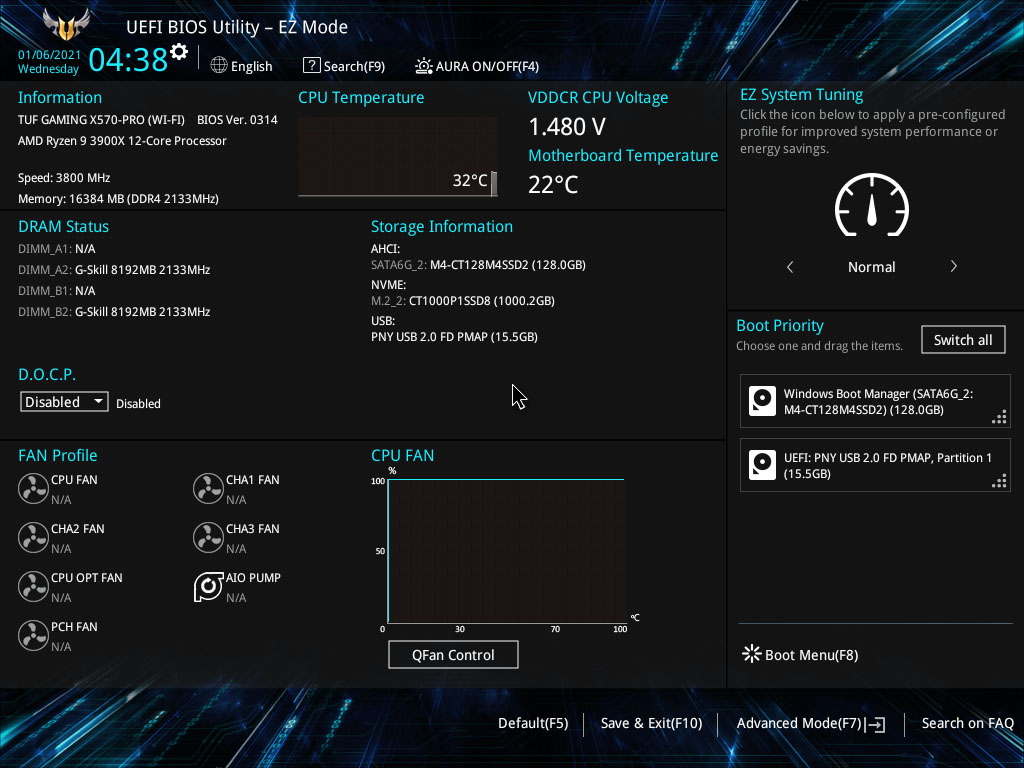 UEFI BIOS Utility – EZ Mode
01/06/2021
Wednesday
04:38
English
Search(F9)
AURA ON/OFF(F4)
Information
TUF GAMING X570-PRO (WI-FI) BIOS Ver. 0314
AMD Ryzen 9 3900X 12-Core Processor
Speed: 3800 MHz
Memory: 16384 MB (DDR4 2133MHz)
CPU Temperature
32°C
VDDCR CPU Voltage
1.480 V
Motherboard Temperature
22°C
EZ System Tuning
Click the icon below to apply a pre-configured
profile for improved system performance or
energy savings.
Normal
DRAM Status
DIMM_A1: N/A
DIMM_A2: G-Skill 8192MB 2133MHz
DIMM_B1: N/A
DIMM_B2: G-Skill 8192MB 2133MHz
Storage Information
AHCI:
SATA6G_2: M4-CT128M4SSD2 (128.0GB)
NVME:
M.2_2: CT1000P1SSD8 (1000.2GB)
USB:
PNY USB 2.0 FD PMAP (15.5GB)
D.O.C.P.
Disabled
Disabled
Boot Priority
Choose one and drag the items.
Switch all
Windows Boot Manager (SATA6G_2:
M4-CT128M4SSD2) (128.0GB)
UEFI: PNY USB 2.0 FD PMAP, Partition 1
(15.5GB)
FAN Profile
CPU FAN
N/A
CHA1 FAN
N/A
CHA2 FAN
N/A
CHA3 FAN
N/A
CPU OPT FAN
N/A
AIO PUMP
N/A
PCH FAN
N/A
CPU FAN
%
100
50
0
30
70
100
°C
QFan Control
Boot Menu(F8)
Default(F5)
Save & Exit(F10)
Advanced Mode(F7)
Search on FAQ